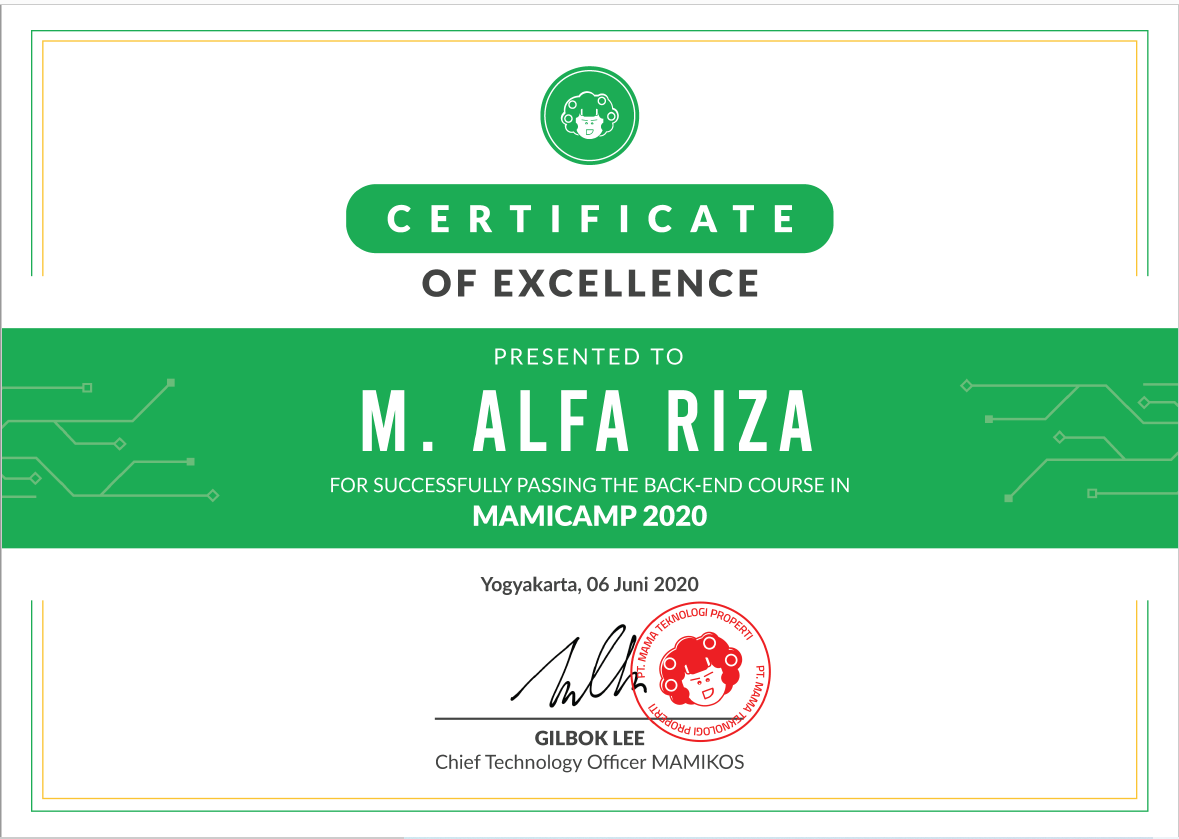 CERTIFICATE
OF EXCELLENCE
PRESENTED TO
M. ALFA RIZA
FOR SUCCESSFULLY PASSING THE BACK-END COURSE IN
MAMICAMP 2020
Yogyakarta, 06 Juni 2020
PT. MAMA TEKNOLOGI PROPERTI
PT. MAMA TEKNOLOGI PROPERTI
GILBOK LEE
Chief Technology Officer MAMIKOS